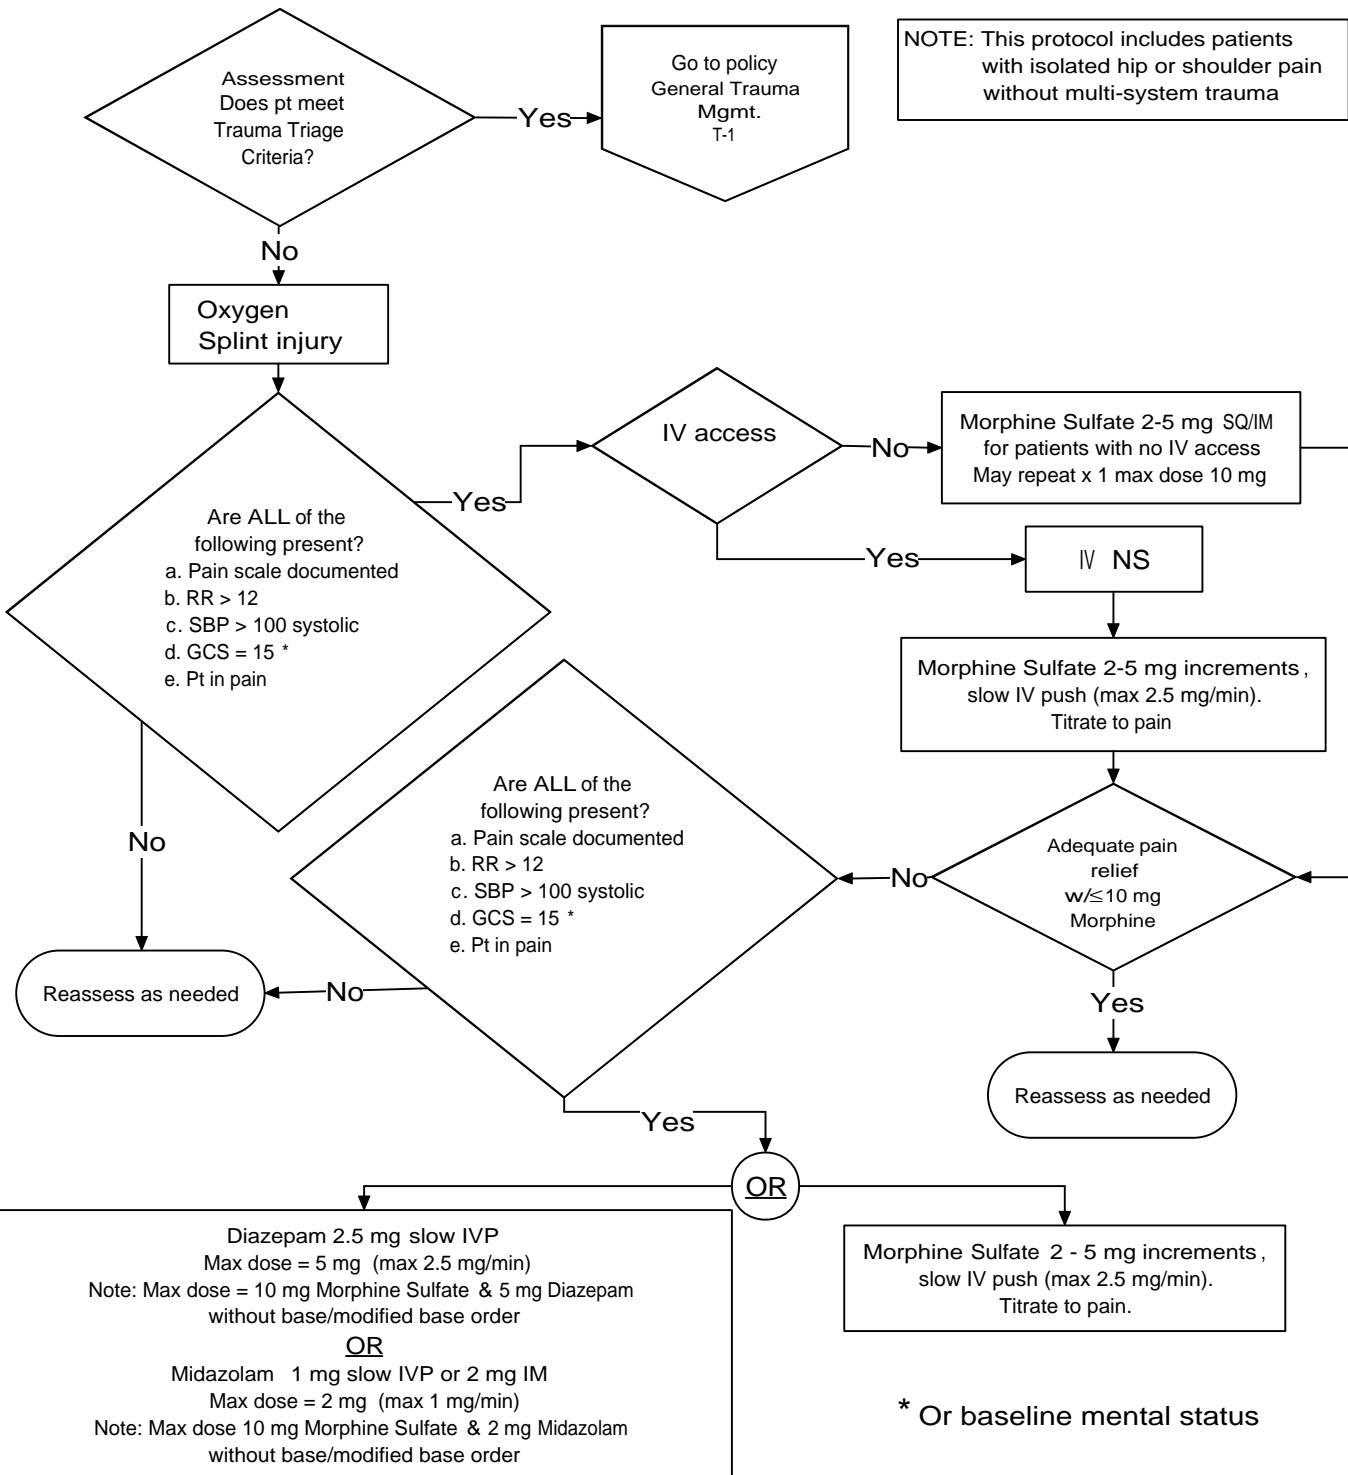 Assessment
Does pt meet
Trauma Triage
Criteria?
Yes
Go to policy
General Trauma
Mgmt.
T-1
NOTE: This protocol includes patients
with isolated hip or shoulder pain
without multi-system trauma
No
Oxygen
Splint injury
Are ALL of the
following present?
a. Pain scale documented
b. RR > 12
c. SBP > 100 systolic
d. GCS = 15 *
e. Pt in pain
Yes
IV access
No
Morphine Sulfate 2-5 mg SQ/IM
for patients with no IV access
May repeat x 1 max dose 10 mg
Yes
IV NS
Morphine Sulfate 2-5 mg increments,
slow IV push (max 2.5 mg/min).
Titrate to pain
Adequate pain
relief
w/≤10 mg
Morphine
No
Are ALL of the
following present?
a. Pain scale documented
b. RR > 12
c. SBP > 100 systolic
d. GCS = 15 *
e. Pt in pain
No
Reassess as needed
No
Yes
Reassess as needed
Yes
OR
Diazepam 2.5 mg slow IVP
Max dose = 5 mg (max 2.5 mg/min)
Note: Max dose = 10 mg Morphine Sulfate & 5 mg Diazepam
without base/modified base order
OR
Midazolam 1 mg slow IVP or 2 mg IM
Max dose = 2 mg (max 1 mg/min)
Note: Max dose 10 mg Morphine Sulfate & 2 mg Midazolam
without base/modified base order
Morphine Sulfate 2 - 5 mg increments,
slow IV push (max 2.5 mg/min).
Titrate to pain.
* Or baseline mental status